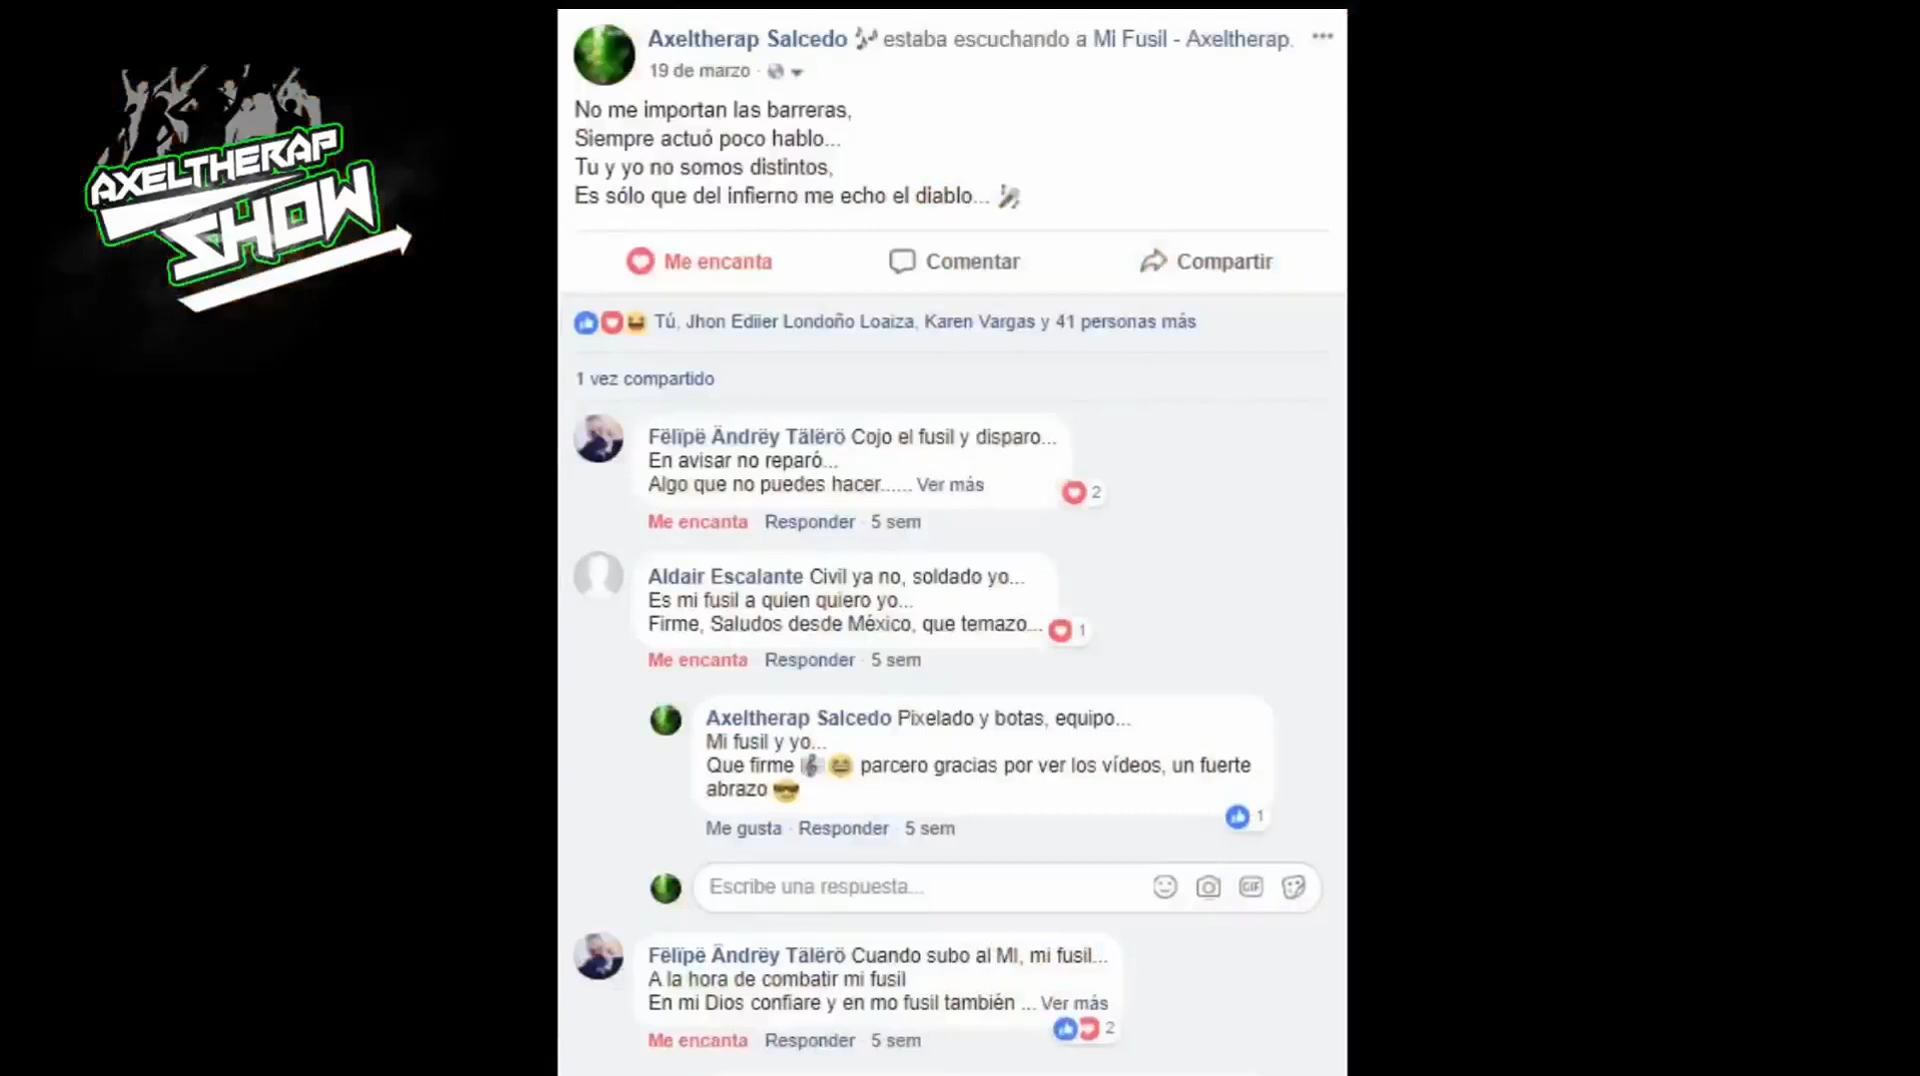 AXELTHERAP
SHOW
Axeltherap Salcedo 🎶 estaba escuchando a Mi Fusil - Axeltherap.
19 de marzo ·
No me importan las barreras,
Siempre actuó poco hablo...
Tu y yo no somos distintos,
Es sólo que del infierno me echo el diablo... 🎤
Me encanta Comentar Compartir
Tú, Jhon Ediier Londoño Loaiza, Karen Vargas y 41 personas más
1 vez compartido
Fëlïpë Ändrëy Tälërö Cojo el fusil y disparo...
En avisar no reparó...
Algo que no puedes hacer...... Ver más
2
Me encanta · Responder · 5 sem
Aldair Escalante Civil ya no, soldado yo...
Es mi fusil a quien quiero yo...
Firme, Saludos desde México, que temazo...
1
Me encanta · Responder · 5 sem
Axeltherap Salcedo Pixelado y botas, equipo...
Mi fusil y yo...
Que firme 🎼😄 parcero gracias por ver los vídeos, un fuerte
abrazo 😎
1
Me gusta · Responder · 5 sem
Escribe una respuesta...
GIF
Fëlïpë Ändrëy Tälërö Cuando subo al MI, mi fusil...
A la hora de combatir mi fusil
En mi Dios confiare y en mo fusil también ... Ver más
2
Me encanta · Responder · 5 sem